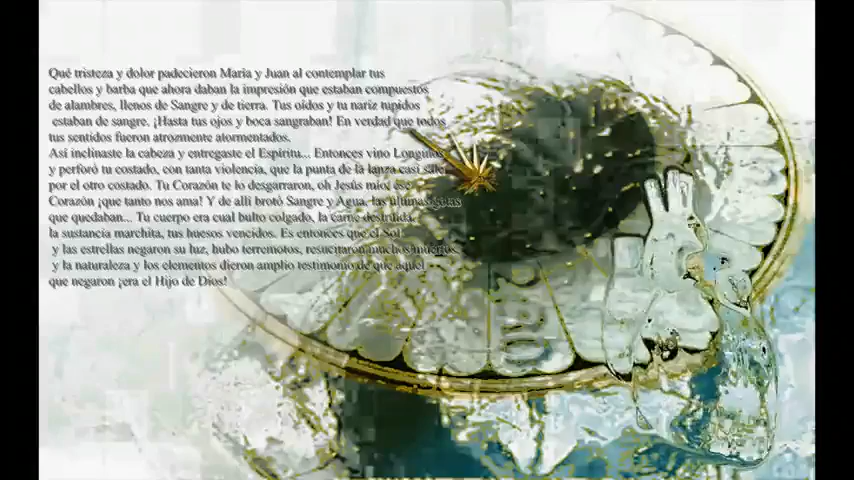 Qué tristeza y dolor padecieron María y Juan al contemplar tus
cabellos y barba que ahora daban la impresión que estaban compuestos
de alambres, llenos de Sangre y de tierra. Tus oídos y tu nariz tupidos
estaban de sangre. ¡Hasta tus ojos y boca sangraban! En verdad que todos
tus sentidos fueron atrozmente atormentados.
Así inclinaste la cabeza y entregaste el Espíritu... Entonces vino Longinos
y perforó tu costado, con tanta violencia, que la punta de la lanza casi sale
por el otro costado. Tu Corazón te lo desgarraron, oh Jesús mío, ese
Corazón ¡que tanto nos ama! Y de allí brotó Sangre y Agua, las últimas gotas
que quedaban... Tu cuerpo era cual bulto colgado, la carne destruida,
la sustancia marchita, tus huesos vencidos. Es entonces que el Sol
y las estrellas negaron su luz, hubo terremotos, resucitaron muchos muertos
y la naturaleza y los elementos dieron amplio testimonio de que aquel
que negaron ¡era el Hijo de Dios!